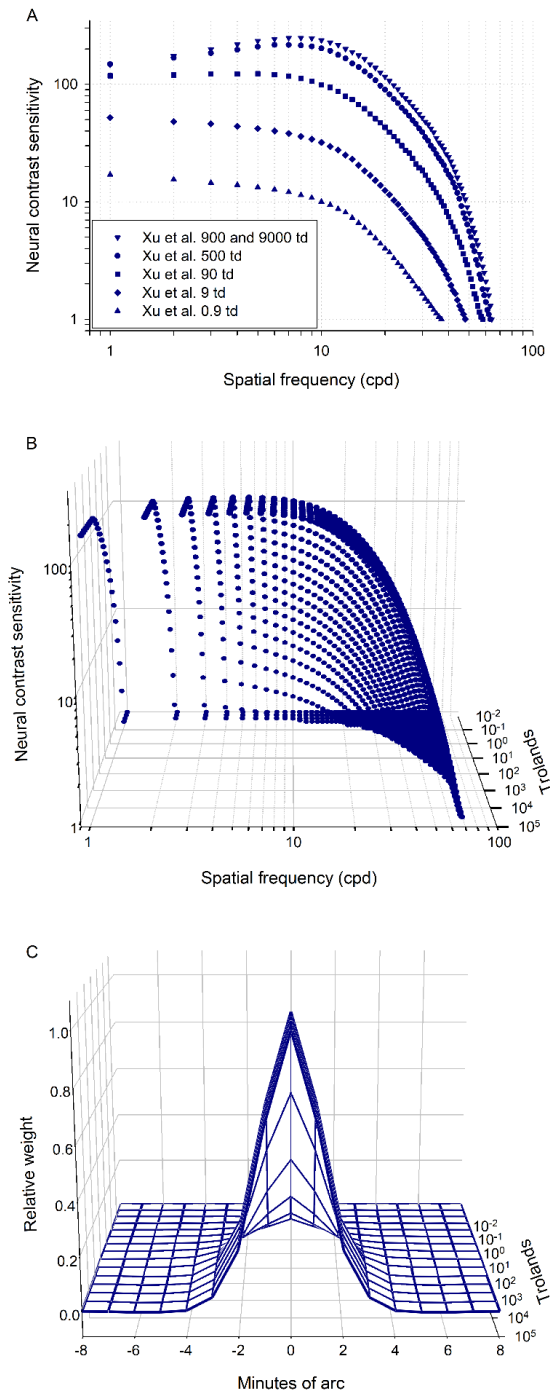 A
Neural contrast sensitivity
100
10
1
Xu et al. 900 and 9000 td
Xu et al. 500 td
Xu et al. 90 td
Xu et al. 9 td
Xu et al. 0.9 td
1
10
100
Spatial frequency (cpd)
B
Neural contrast sensitivity
100
10
1
1
10
100
Spatial frequency (cpd)
10-2
10-1
100
101
102
103
104
105
Trolands
C
Relative weight
1.0
0.8
0.6
0.4
0.2
0.0
-8
-6
-4
-2
0
2
4
6
8
Minutes of arc
10-2
10-1
100
101
102
103
104
105
Trolands